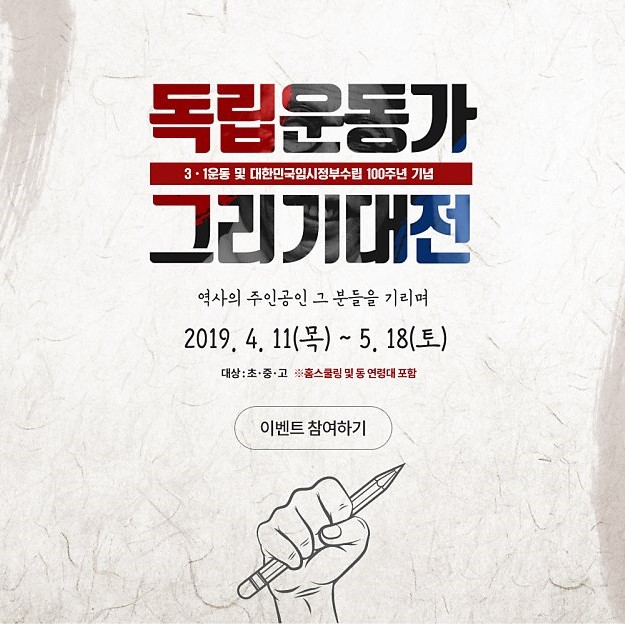 독립운동가
3·1운동 및 대한민국임시정부수립 100주년 기념
그리기대전
역사의 주인공인 그 분들을 기리며
2019. 4. 11(목) ~ 5. 18(토)
대상 : 초·중·고 ※홈스쿨링 및 동 연령대 포함
이벤트 참여하기